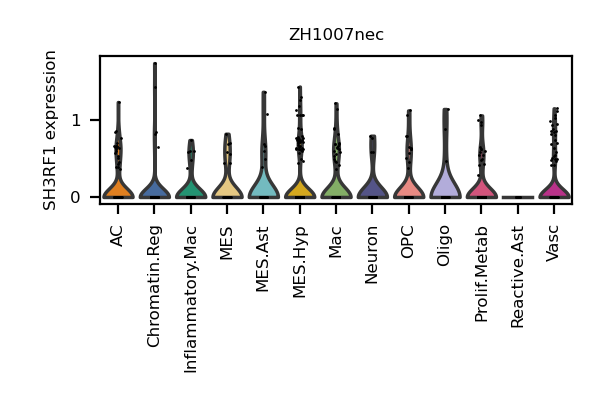 ZH1007nec
SH3RF1 expression
1
0
AC
Chromatin.Reg
Inflammatory.Mac
MES
MES.Ast
MES.Hyp
Mac
Neuron
OPC
Oligo
Prolif.Metab
Reactive.Ast
Vasc